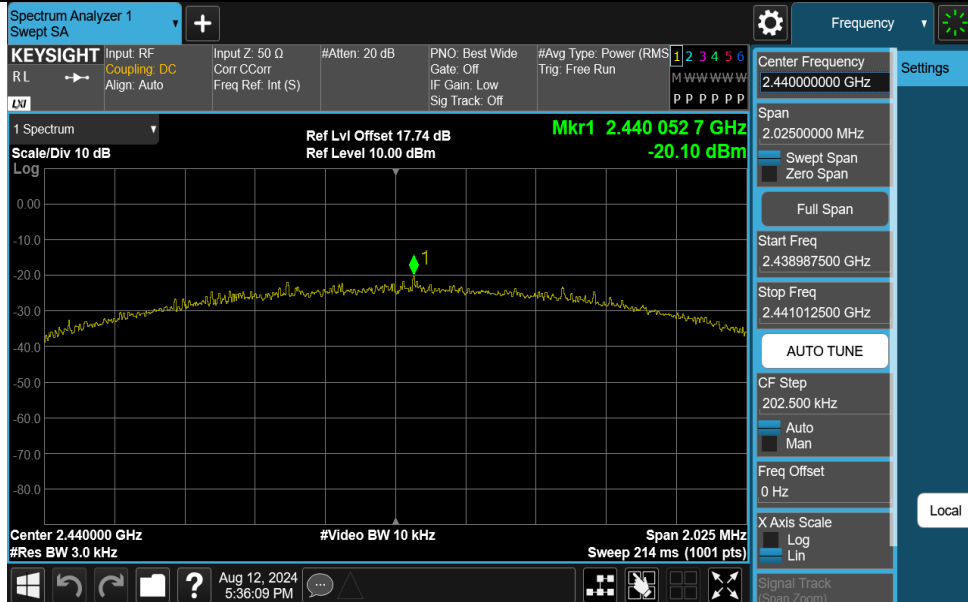 Spectrum Analyzer 1
Swept SA
Frequency
KEYSIGHT
R L
LXI
Input: RF
Coupling: DC
Align: Auto
Input Z: 50 Ω
Corr CCorr
Freq Ref: Int (S)
#Atten: 20 dB
PNO: Best Wide
Gate: Off
IF Gain: Low
Sig Track: Off
#Avg Type: Power (RMS
Trig: Free Run
1 2 3 4 5 6
M W W W W W
P P P P P P
1 Spectrum
Scale/Div 10 dB
Ref Lvl Offset 17.74 dB
Ref Level 10.00 dBm
Mkr1 2.440 052 7 GHz
-20.10 dBm
Log
0.00
-10.0
-20.0
-30.0
-40.0
-50.0
-60.0
-70.0
-80.0
1
Center 2.440000 GHz
#Res BW 3.0 kHz
#Video BW 10 kHz
Span 2.025 MHz
Sweep 214 ms (1001 pts)
Center Frequency
2.440000000 GHz
Span
2.02500000 MHz
Swept Span
Zero Span
Full Span
Start Freq
2.438987500 GHz
Stop Freq
2.441012500 GHz
AUTO TUNE
CF Step
202.500 kHz
Auto
Man
Freq Offset
0 Hz
X Axis Scale
Log
Lin
Signal Track
(Span Zoom)
Settings
Local
?
Aug 12, 2024
5:36:09 PM